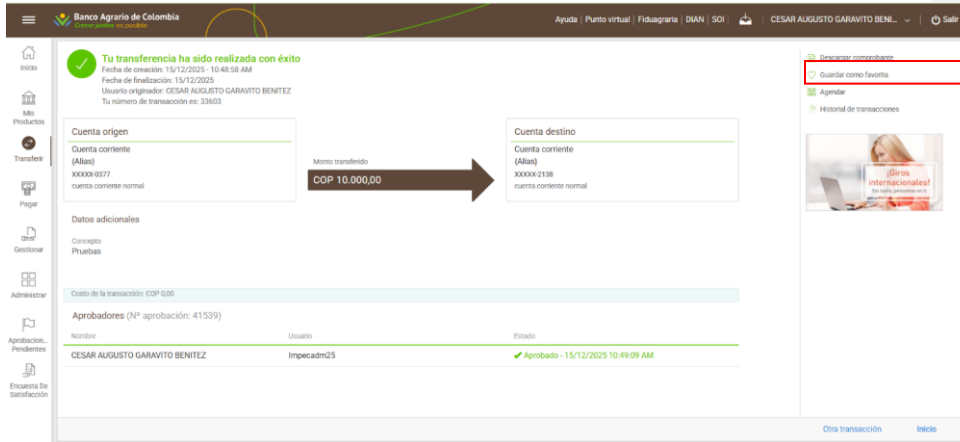 Banco Agrario de Colombia
Crecer juntos es posible
Ayuda | Punto virtual | Fiduagraria | DIAN | SOI |
CESAR AUGUSTO GARAVITO BENI...
Salir
Inicio
Mis
Productos
Transferir
Pagar
Gestionar
Administrar
Aprobacion...
Pendientes
Encuesta De
Satisfacción
Tu transferencia ha sido realizada con éxito
Fecha de creación: 15/12/2025 - 10:48:58 AM
Fecha de finalización: 15/12/2025
Usuario originador: CESAR AUGUSTO GARAVITO BENITEZ
Tu número de transacción es: 33603
Cuenta origen
Cuenta corriente
(Alias)
XXXXX-0377
cuenta corriente normal
Monto transferido
COP 10.000,00
Cuenta destino
Cuenta corriente
(Alias)
XXXXX-2138
cuenta corriente normal
Datos adicionales
Concepto
Pruebas
Costo de la transacción: COP 0,00
Aprobadores (Nº aprobación: 41539)
Nombre Usuario Estado
CESAR AUGUSTO GARAVITO BENITEZ Impecadm25 Aprobado - 15/12/2025 10:49:09 AM
Descargar comprobante
Guardar como favorita
Agendar
Historial de transacciones
¡Giros
internacionales!
Otra transacción Inicio